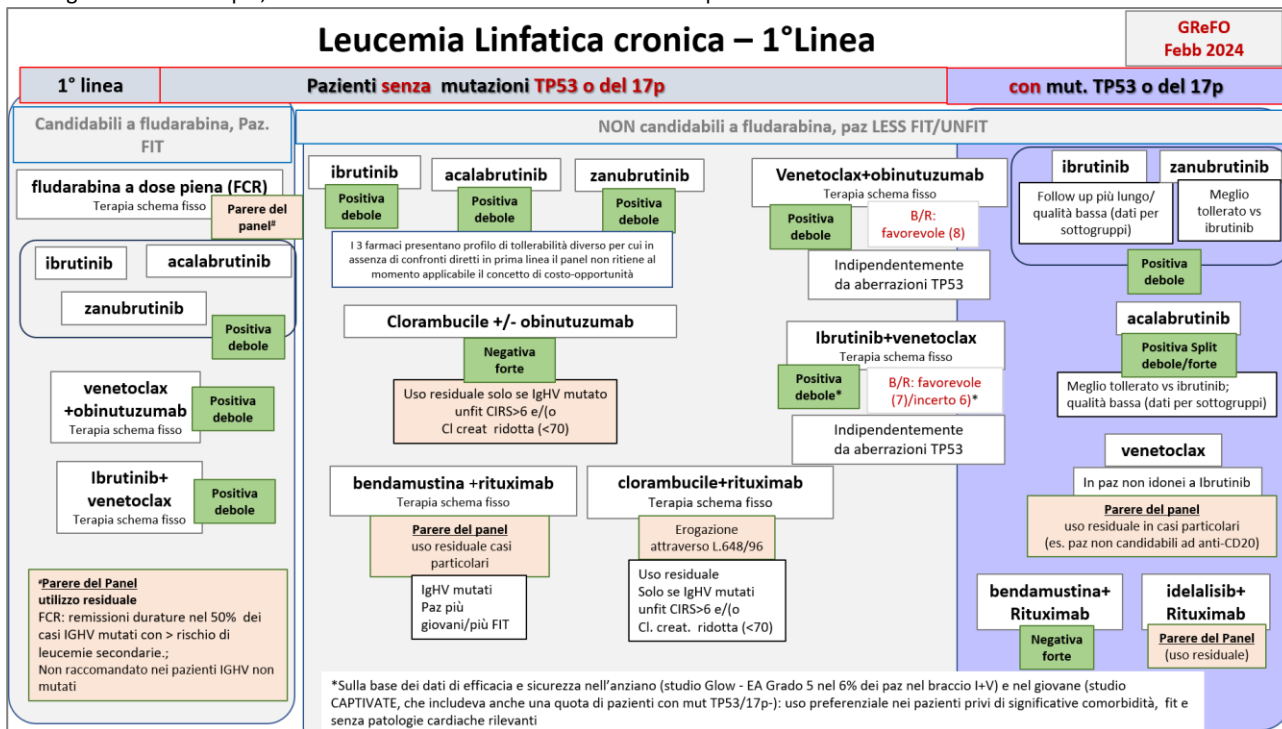 Leucemia Linfatica cronica – 1°Linea
GReFO
Febb 2024
1° linea
Pazienti senza mutazioni TP53 o del 17p
con mut. TP53 o del 17p
Candidabili a fludarabina, Paz.
FIT
fludarabina a dose piena (FCR)
Terapia schema fisso
Parere del
panel#
ibrutinib
acalabrutinib
zanubrutinib
Positiva
debole
venetoclax
+obinutuzumab
Terapia schema fisso
Positiva
debole
Ibrutinib+
venetoclax
Terapia schema fisso
Positiva
debole
#Parere del Panel
utilizzo residuale
FCR: remissioni durature nel 50% dei
casi IGHV mutati con > rischio di
leucemie secondarie.;
Non raccomandato nei pazienti IGHV non
mutati
NON candidabili a fludarabina, paz LESS FIT/UNFIT
ibrutinib
Positiva
debole
acalabrutinib
Positiva
debole
zanubrutinib
Positiva
debole
I 3 farmaci presentano profilo di tollerabilità diverso per cui in
assenza di confronti diretti in prima linea il panel non ritiene al
momento applicabile il concetto di costo-opportunità
Clorambucile +/- obinutuzumab
Negativa
forte
Uso residuale solo se IgHV mutato
unfit CIRS>6 e/(o
Cl creat ridotta (<70)
bendamustina +rituximab
Terapia schema fisso
Parere del panel
uso residuale casi
particolari
IgHV mutati
Paz più
giovani/più FIT
clorambucile+rituximab
Terapia schema fisso
Erogazione
attraverso L.648/96
Uso residuale
Solo se IgHV mutati
unfit CIRS>6 e/(o
Cl. creat. ridotta (<70)
Venetoclax+obinutuzumab
Terapia schema fisso
Positiva
debole
B/R:
favorevole (8)
Indipendentemente
da aberrazioni TP53
Ibrutinib+venetoclax
Terapia schema fisso
Positiva
debole*
B/R: favorevole
(7)/incerto 6)*
Indipendentemente
da aberrazioni TP53
ibrutinib
Follow up più lungo/
qualità bassa (dati per
sottogruppi)
zanubrutinib
Meglio
tollerato vs
ibrutinib
Positiva
debole
acalabrutinib
Positiva Split
debole/forte
Meglio tollerato vs ibrutinib;
qualità bassa (dati per sottogruppi)
venetoclax
In paz non idonei a Ibrutinib
Parere del panel
uso residuale in casi particolari
(es. paz non candidabili ad anti-CD20)
bendamustina+
Rituximab
Negativa
forte
idelalisib+
Rituximab
Parere del Panel
(uso residuale)
*Sulla base dei dati di efficacia e sicurezza nell'anziano (studio Glow - EA Grado 5 nel 6% dei paz nel braccio I+V) e nel giovane (studio
CAPTIVATE, che includeva anche una quota di pazienti con mut TP53/17p-): uso preferenziale nei pazienti privi di significative comorbidità, fit e
senza patologie cardiache rilevanti